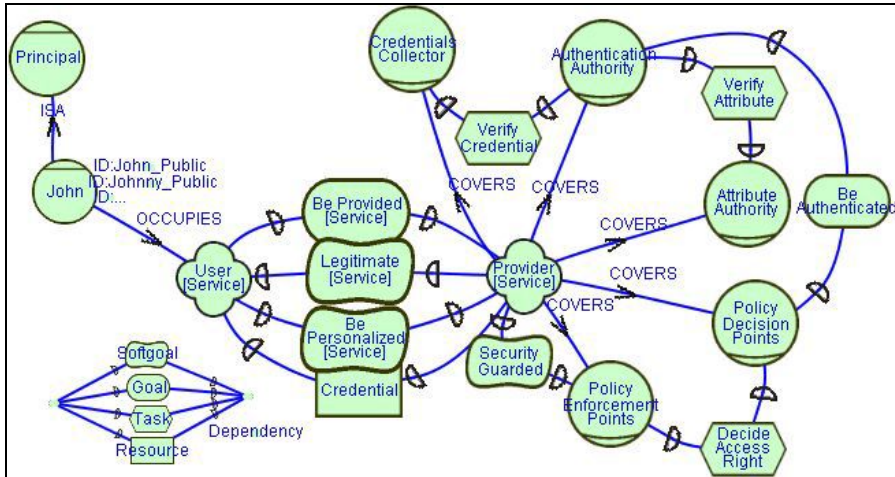 Principal
ISA
John
ID:John_Public
ID:Johnny_Public
ID:...
OCCUPIES
User
[Service]
Be Provided
[Service]
Legitimate
[Service]
Be
Personalized
[Service]
Credential
Provider
[Service]
Credentials
Collector
Verify
Credential
Authentication
Authority
Verify
Attribute
Attribute
Authority
Be
Authenticated
COVERS
COVERS
COVERS
COVERS
COVERS
Policy
Decision
Points
Security
Guarded
Policy
Enforcement
Points
Decide
Access
Right
Softgoal
Goal
Task
Resource
Dependency